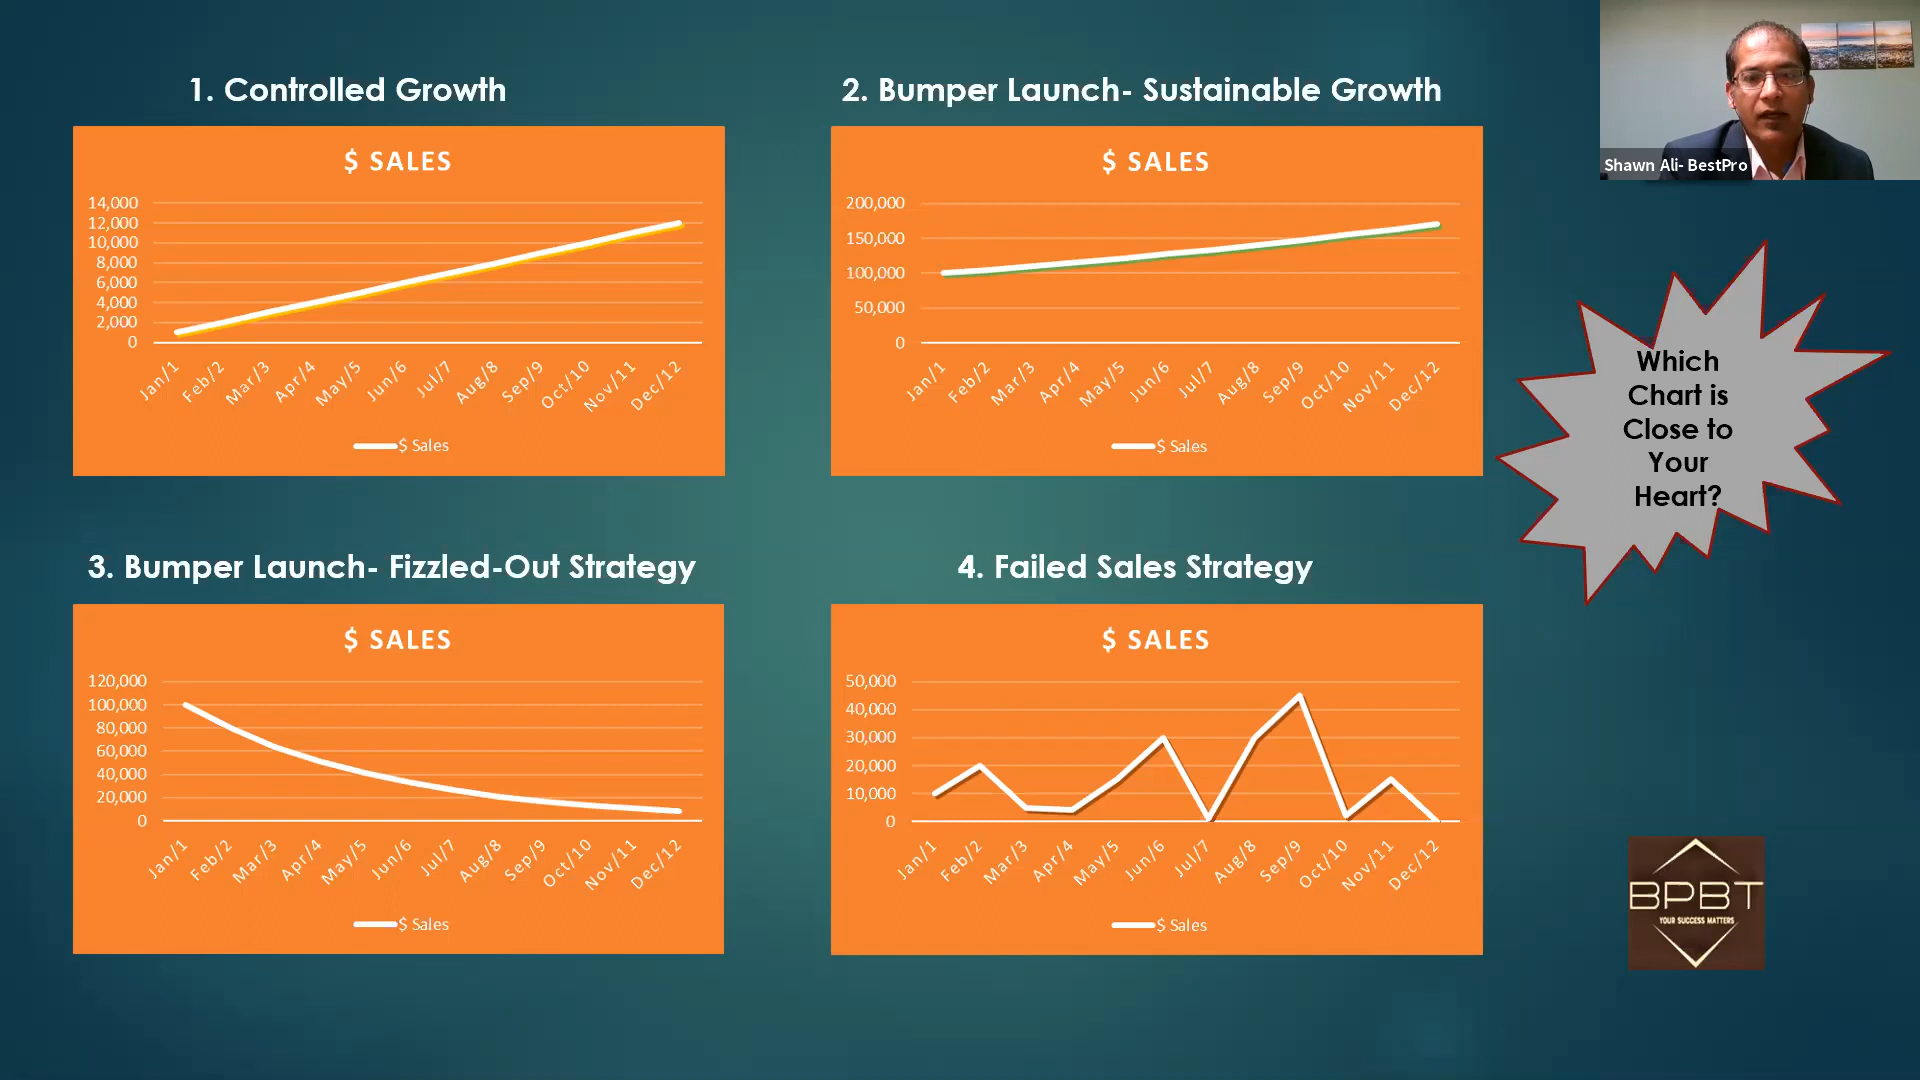 1. Controlled Growth
$ SALES
14,000
12,000
10,000
8,000
6,000
4,000
2,000
0
Jan/1
Feb/2
Mar/3
Apr/4
May/5
Jun/6
Jul/7
Aug/8
Sep/9
Oct/10
Nov/11
Dec/12
$ Sales
2. Bumper Launch- Sustainable Growth
$ SALES
200,000
150,000
100,000
50,000
0
Jan/1
Feb/2
Mar/3
Apr/4
May/5
Jun/6
Jul/7
Aug/8
Sep/9
Oct/10
Nov/11
Dec/12
$ Sales
Shawn Ali- BestPro
Which
Chart is
Close to
Your
Heart?
3. Bumper Launch- Fizzled-Out Strategy
$ SALES
120,000
100,000
80,000
60,000
40,000
20,000
0
Jan/1
Feb/2
Mar/3
Apr/4
May/5
Jun/6
Jul/7
Aug/8
Sep/9
Oct/10
Nov/11
Dec/12
$ Sales
4. Failed Sales Strategy
$ SALES
50,000
40,000
30,000
20,000
10,000
0
Jan/1
Feb/2
Mar/3
Apr/4
May/5
Jun/6
Jul/7
Aug/8
Sep/9
Oct/10
Nov/11
Dec/12
$ Sales
BPBT
YOUR SUCCESS MATTERS